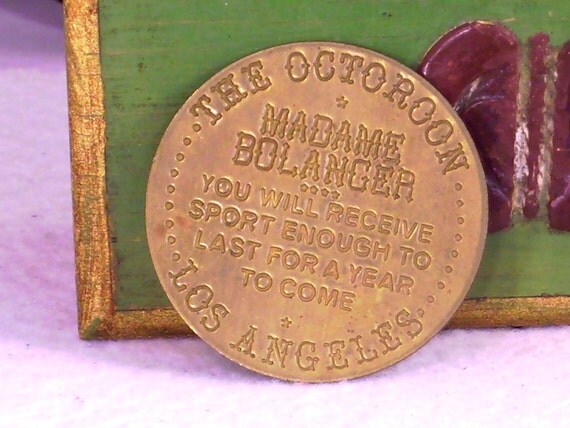 THE OCTOROON
MADAME
BOLANGER
YOU WILL RECEIVE
SPORT ENOUGH TO
LAST FOR A YEAR
TO COME
LOS ANGELES